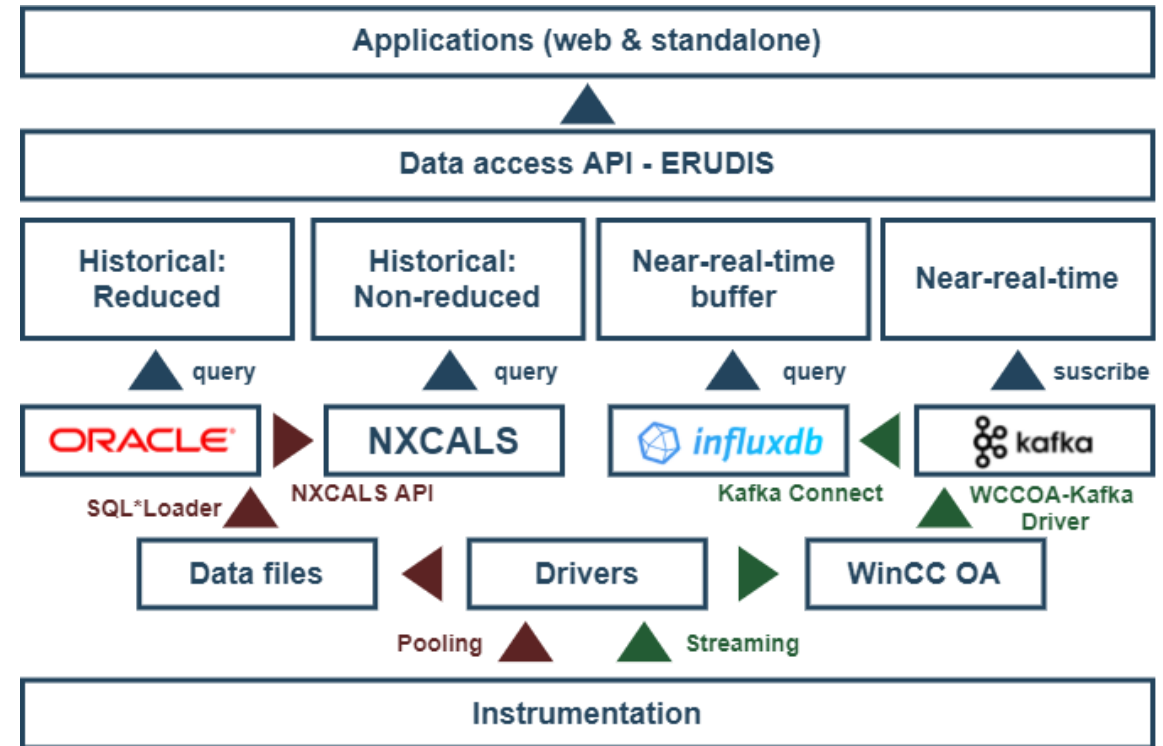 Applications (web & standalone)
Data access API - ERUDIS
Historical:
Reduced
Historical:
Non-reduced
Near-real-time
buffer
Near-real-time
query
query
query
suscribe
ORACLE
NXCALS
influxdb
kafka
SQL*Loader
NXCALS API
Kafka Connect
WCCOA-Kafka
Driver
Data files
Drivers
WinCC OA
Pooling
Streaming
Instrumentation